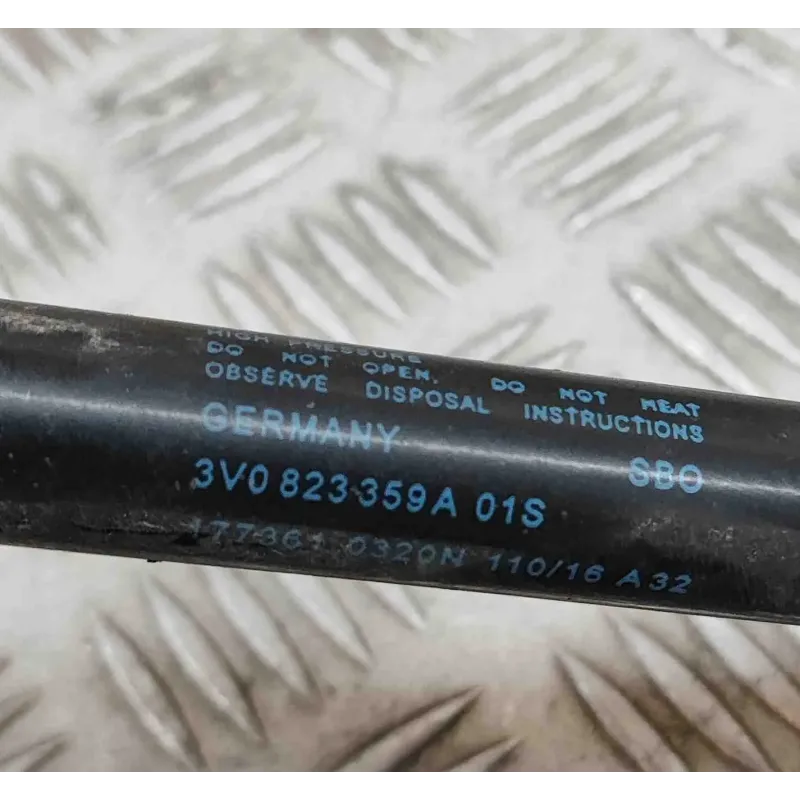 HIGH PRESSURE
DO NOT OPEN. DO NOT HEAT
OBSERVE DISPOSAL INSTRUCTIONS
GERMANY SBO
3V0 823 359A 01S
0320N 110/16 A32